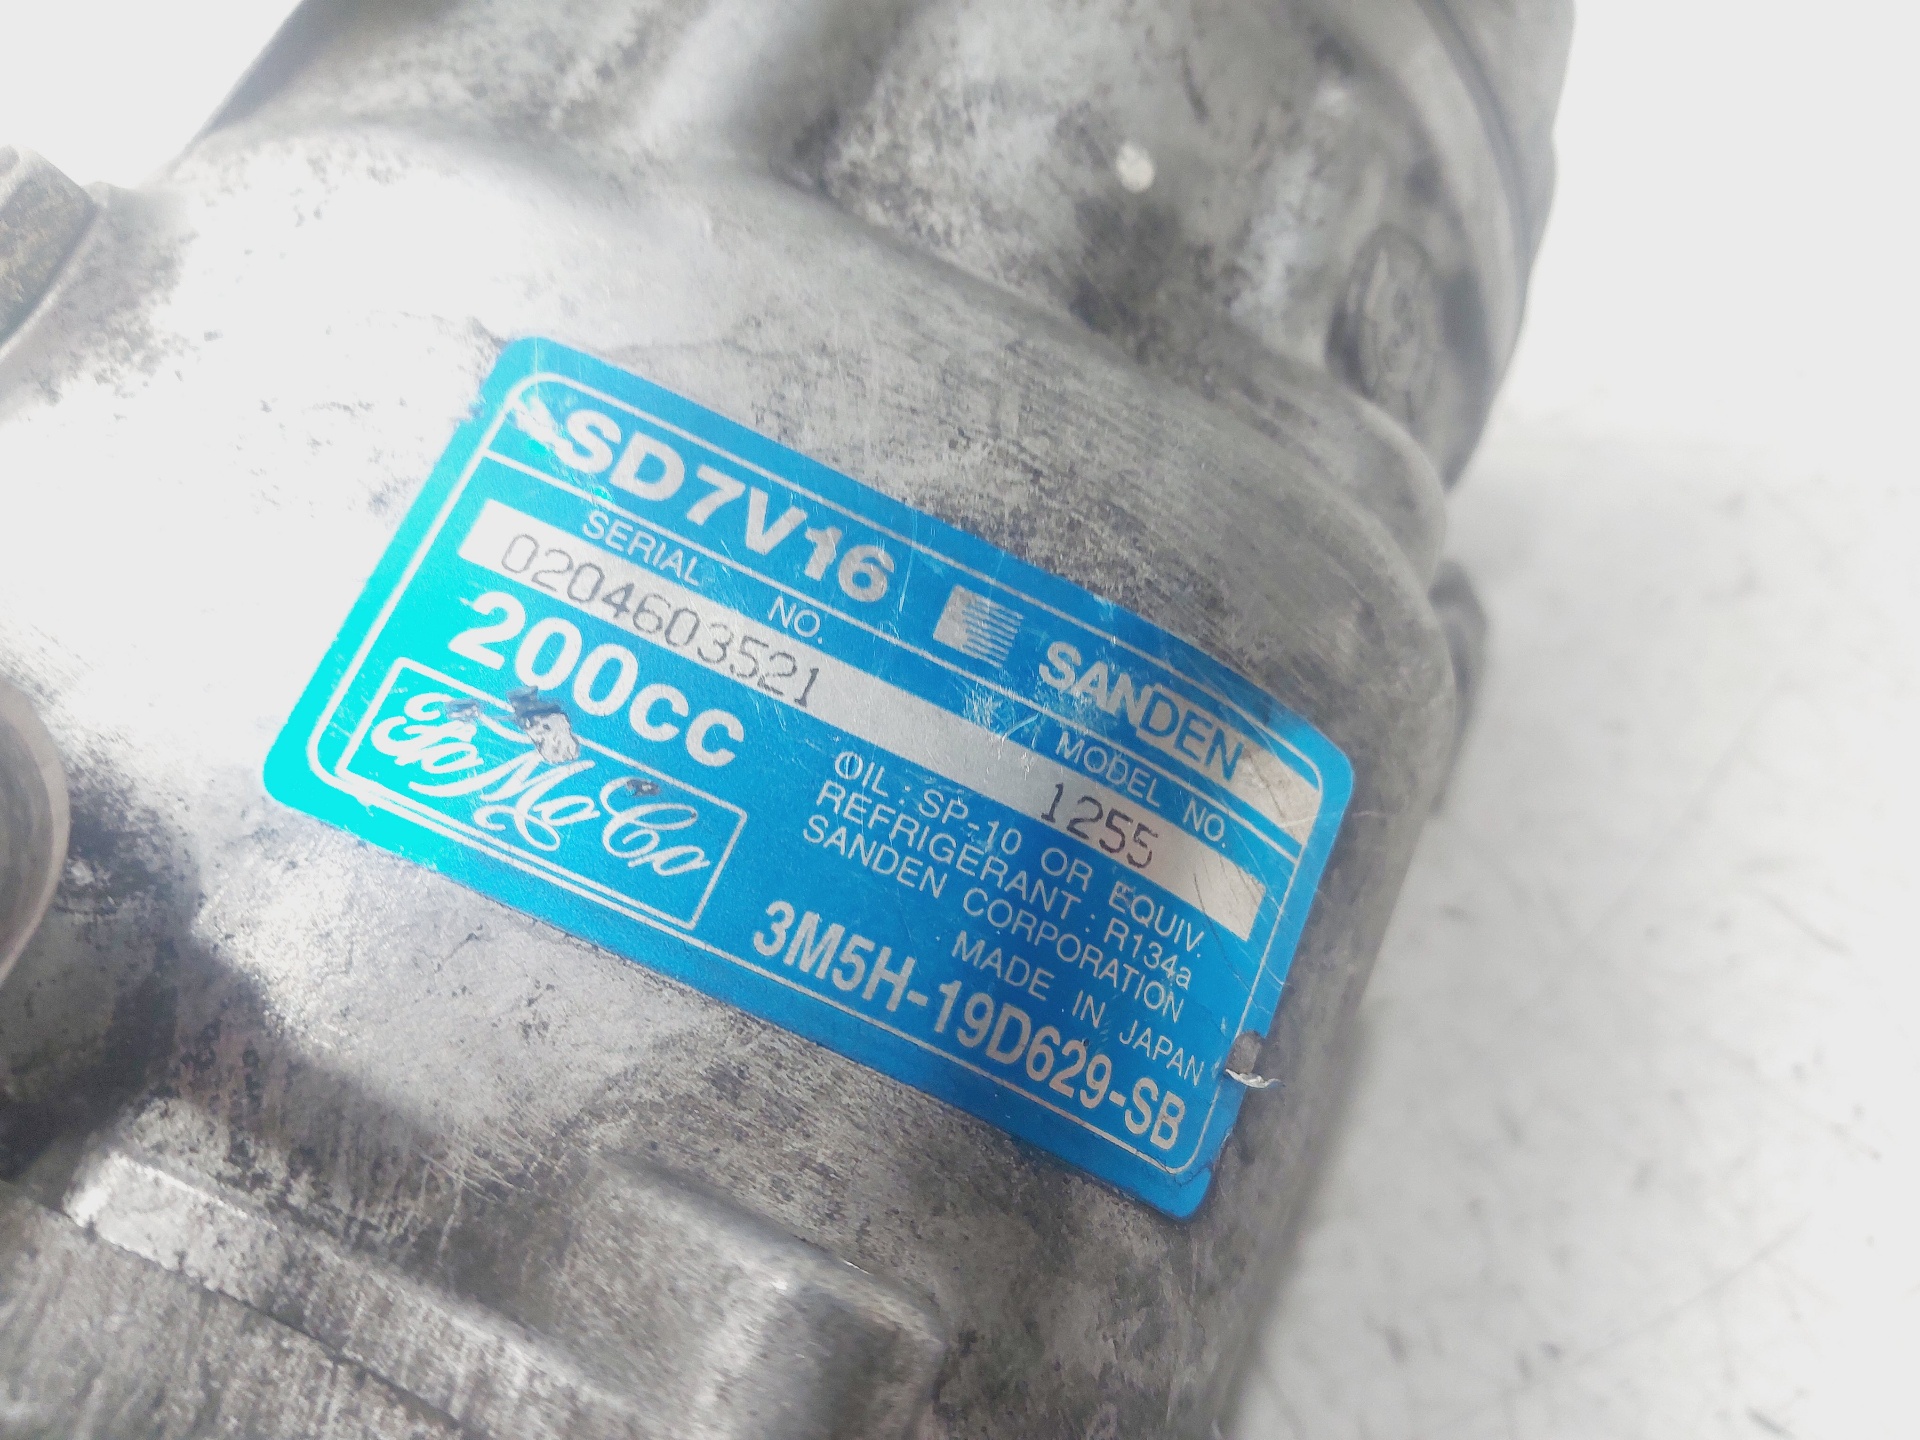 SD7V16 SANDEN
SERIAL NO. MODEL NO.
0204603521 1255
200cc
OIL : SP-10 OR EQUIV.
REFRIGERANT : R134a
SANDEN CORPORATION
MADE IN JAPAN
FoMoCo
3M5H-19D629-SB